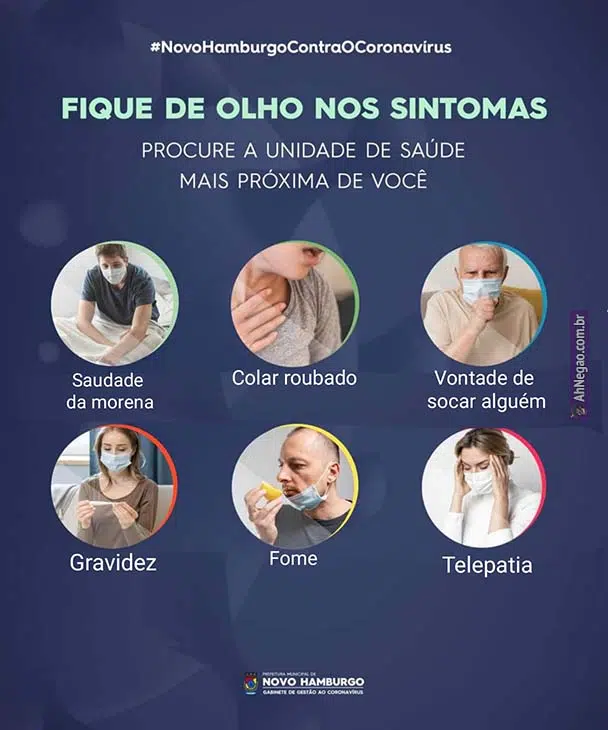 #NovoHamburgoContraOCoronavírus
FIQUE DE OLHO NOS SINTOMAS
PROCURE A UNIDADE DE SAÚDE
MAIS PRÓXIMA DE VOCÊ
Saudade
da morena
Colar roubado
Vontade de
socar alguém
AhNegao.com.br
Gravidez
Fome
Telepatia
PREFEITURA MUNICIPAL DE
NOVO HAMBURGO
GABINETE DE GESTÃO AO CORONAVÍRUS